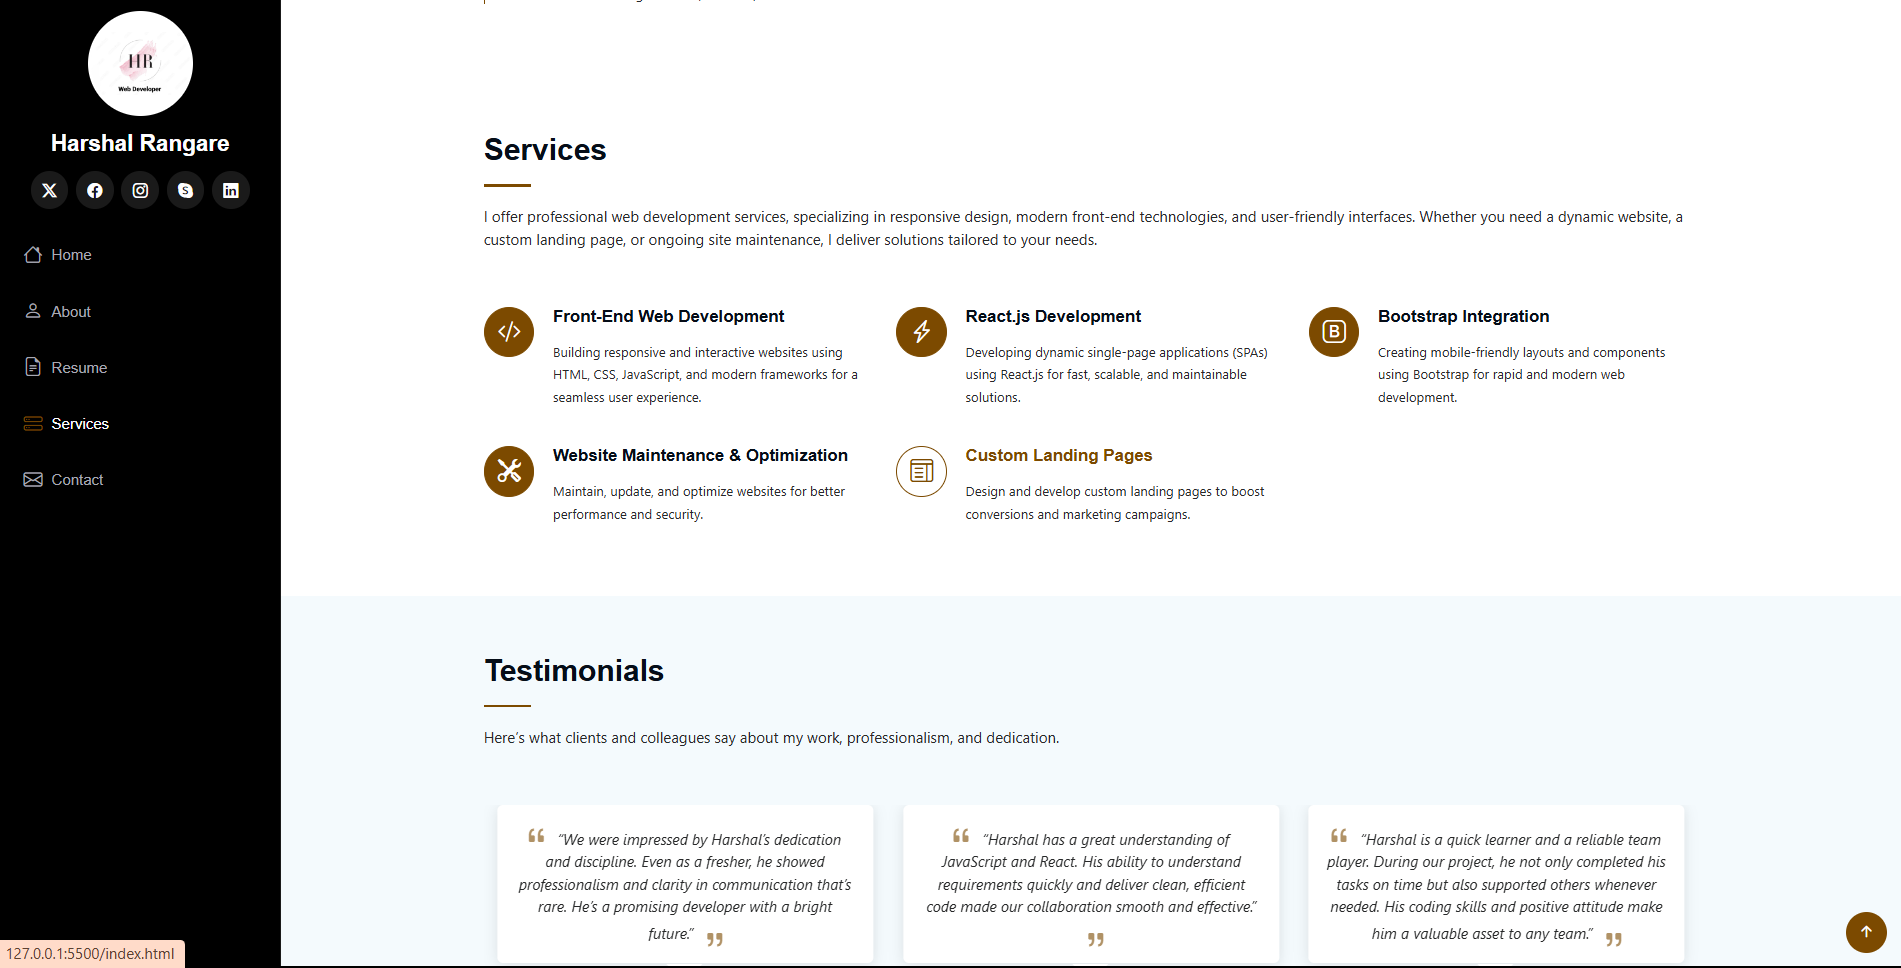 HR
Web Developer
Harshal Rangare
Home
About
Resume
Services
Contact
Services
I offer professional web development services, specializing in responsive design, modern front-end technologies, and user-friendly interfaces. Whether you need a dynamic website, a
custom landing page, or ongoing site maintenance, I deliver solutions tailored to your needs.
Front-End Web Development
Building responsive and interactive websites using
HTML, CSS, JavaScript, and modern frameworks for a
seamless user experience.
React.js Development
Developing dynamic single-page applications (SPAs)
using React.js for fast, scalable, and maintainable
solutions.
B
Bootstrap Integration
Creating mobile-friendly layouts and components
using Bootstrap for rapid and modern web
development.
Website Maintenance & Optimization
Maintain, update, and optimize websites for better
performance and security.
Custom Landing Pages
Design and develop custom landing pages to boost
conversions and marketing campaigns.
Testimonials
Here's what clients and colleagues say about my work, professionalism, and dedication.
"We were impressed by Harshal's dedication
and discipline. Even as a fresher, he showed
professionalism and clarity in communication that's
rare. He's a promising developer with a bright
future."
"Harshal has a great understanding of
JavaScript and React. His ability to understand
requirements quickly and deliver clean, efficient
code made our collaboration smooth and effective."
"Harshal is a quick learner and a reliable team
player. During our project, he not only completed his
tasks on time but also supported others whenever
needed. His coding skills and positive attitude make
him a valuable asset to any team."
127.0.0.1:5500/index.html